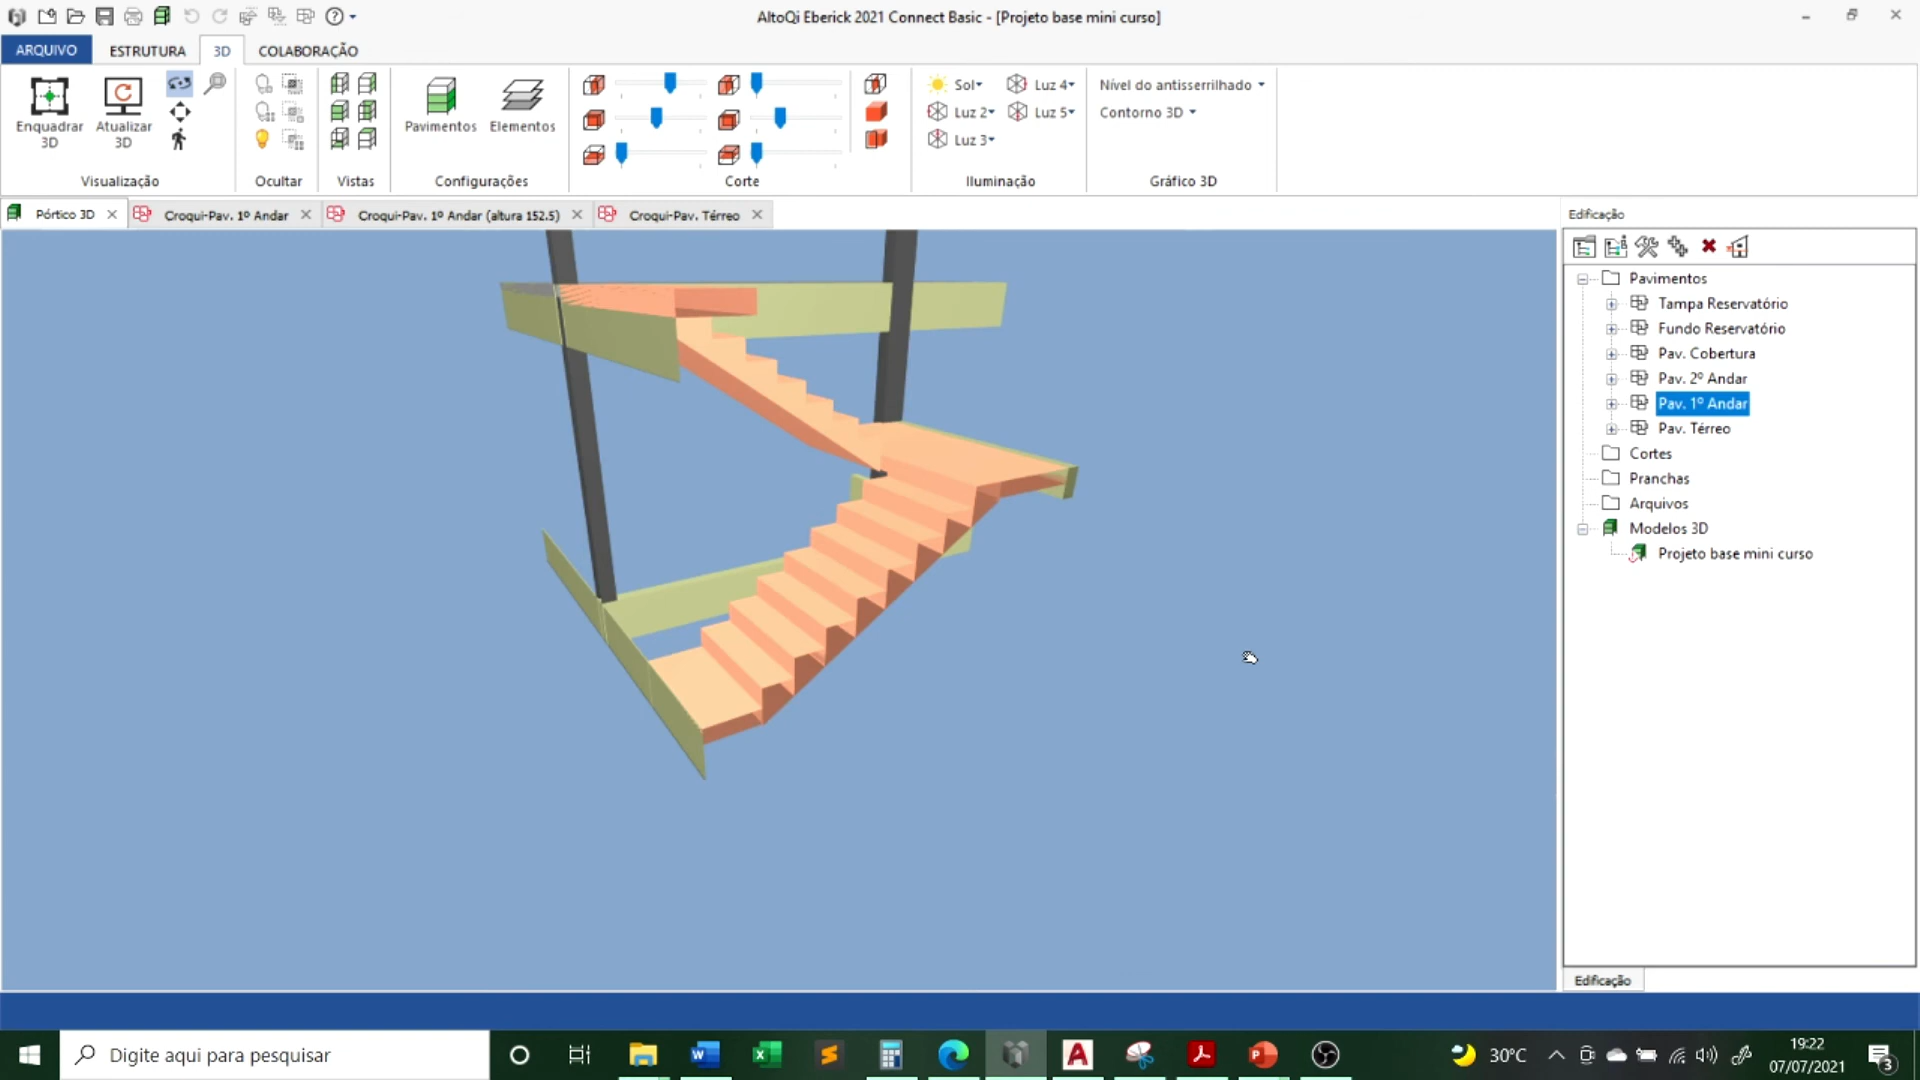 AltoQi Eberick 2021 Connect Basic - [Projeto base mini curso]
ARQUIVO
ESTRUTURA
3D
COLABORAÇÃO
Enquadrar 3D
Atualizar 3D
Visualização
Ocultar
Vistas
Pavimentos
Elementos
Configurações
Corte
Sol
Luz 2
Luz 3
Luz 4
Luz 5
Iluminação
Nível do antisserrilhado
Contorno 3D
Gráfico 3D
Pórtico 3D
Croqui-Pav. 1º Andar
Croqui-Pav. 1º Andar (altura 152.5)
Croqui-Pav. Térreo
Edificação
Pavimentos
Tampa Reservatório
Fundo Reservatório
Pav. Cobertura
Pav. 2º Andar
Pav. 1º Andar
Pav. Térreo
Cortes
Pranchas
Arquivos
Modelos 3D
Projeto base mini curso
Edificação
Digite aqui para pesquisar
30°C
19:22
07/07/2021
3